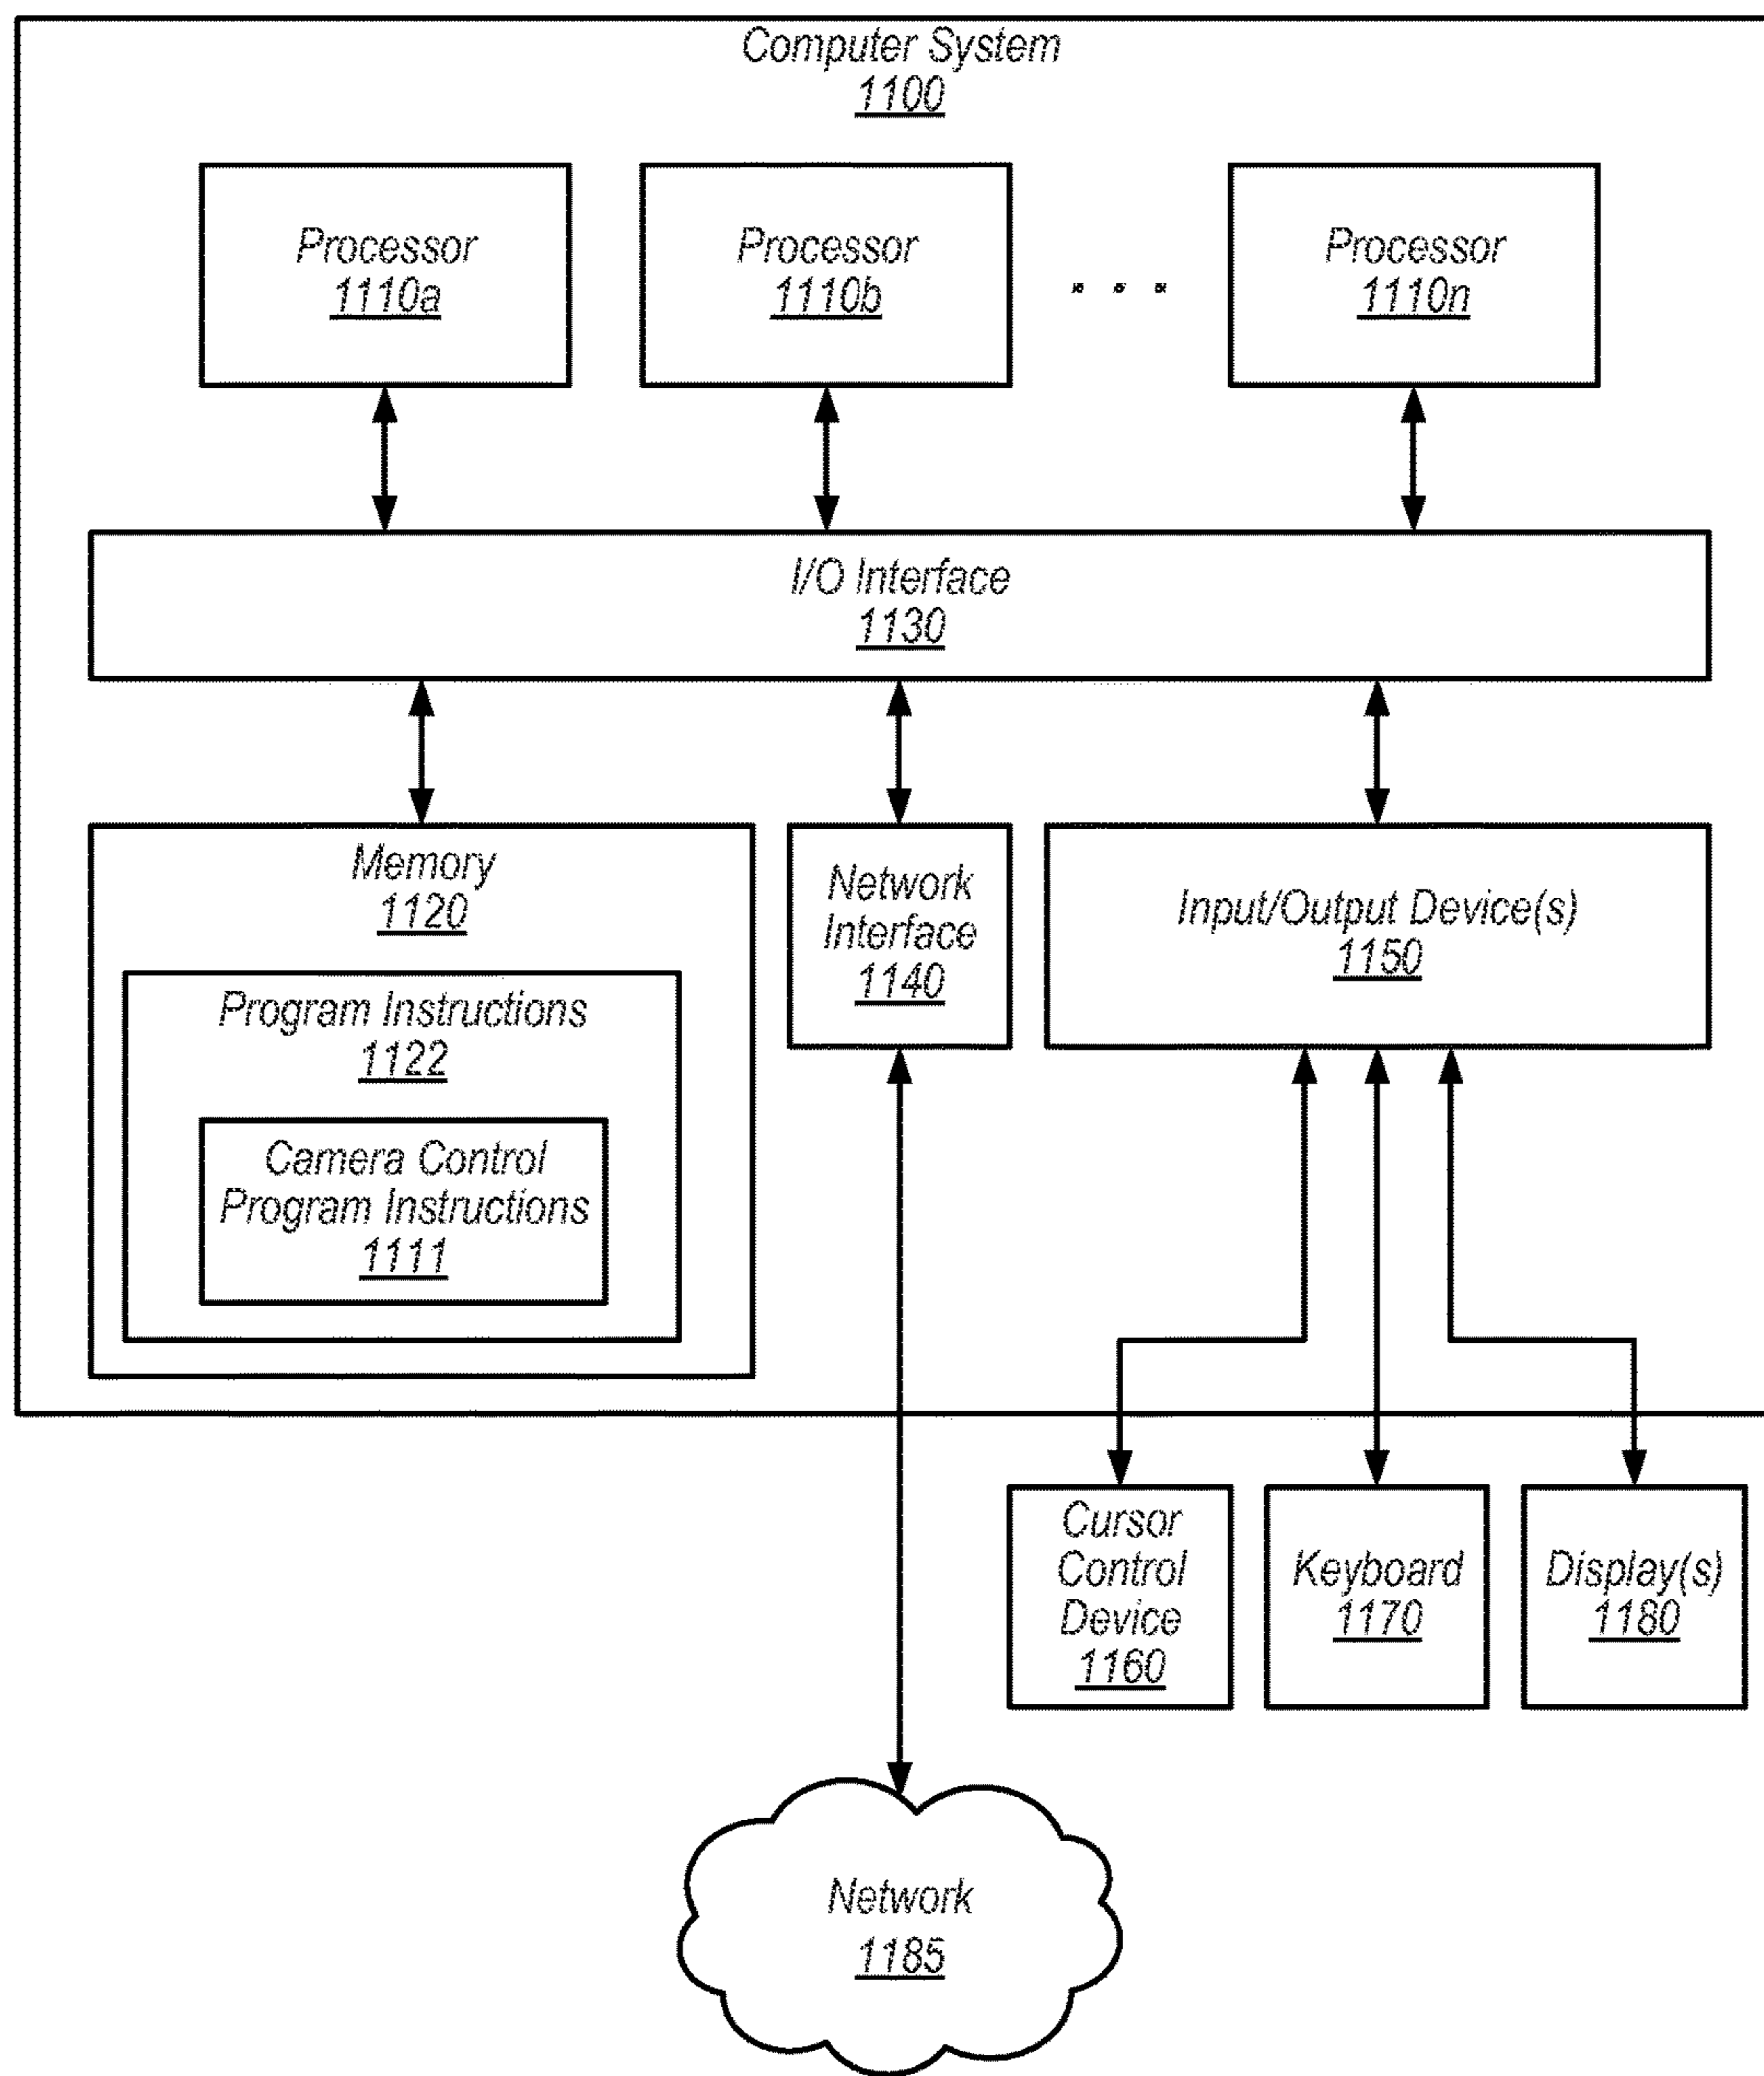 Computer System
1100
Processor
1110a
Processor
1110b
. . .
Processor
1110n
I/O Interface
1130
Memory
1120
Program Instructions
1122
Camera Control
Program Instructions
1111
Network
Interface
1140
Input/Output Device(s)
1150
Cursor
Control
Device
1160
Keyboard
1170
Display(s)
1180
Network
1185